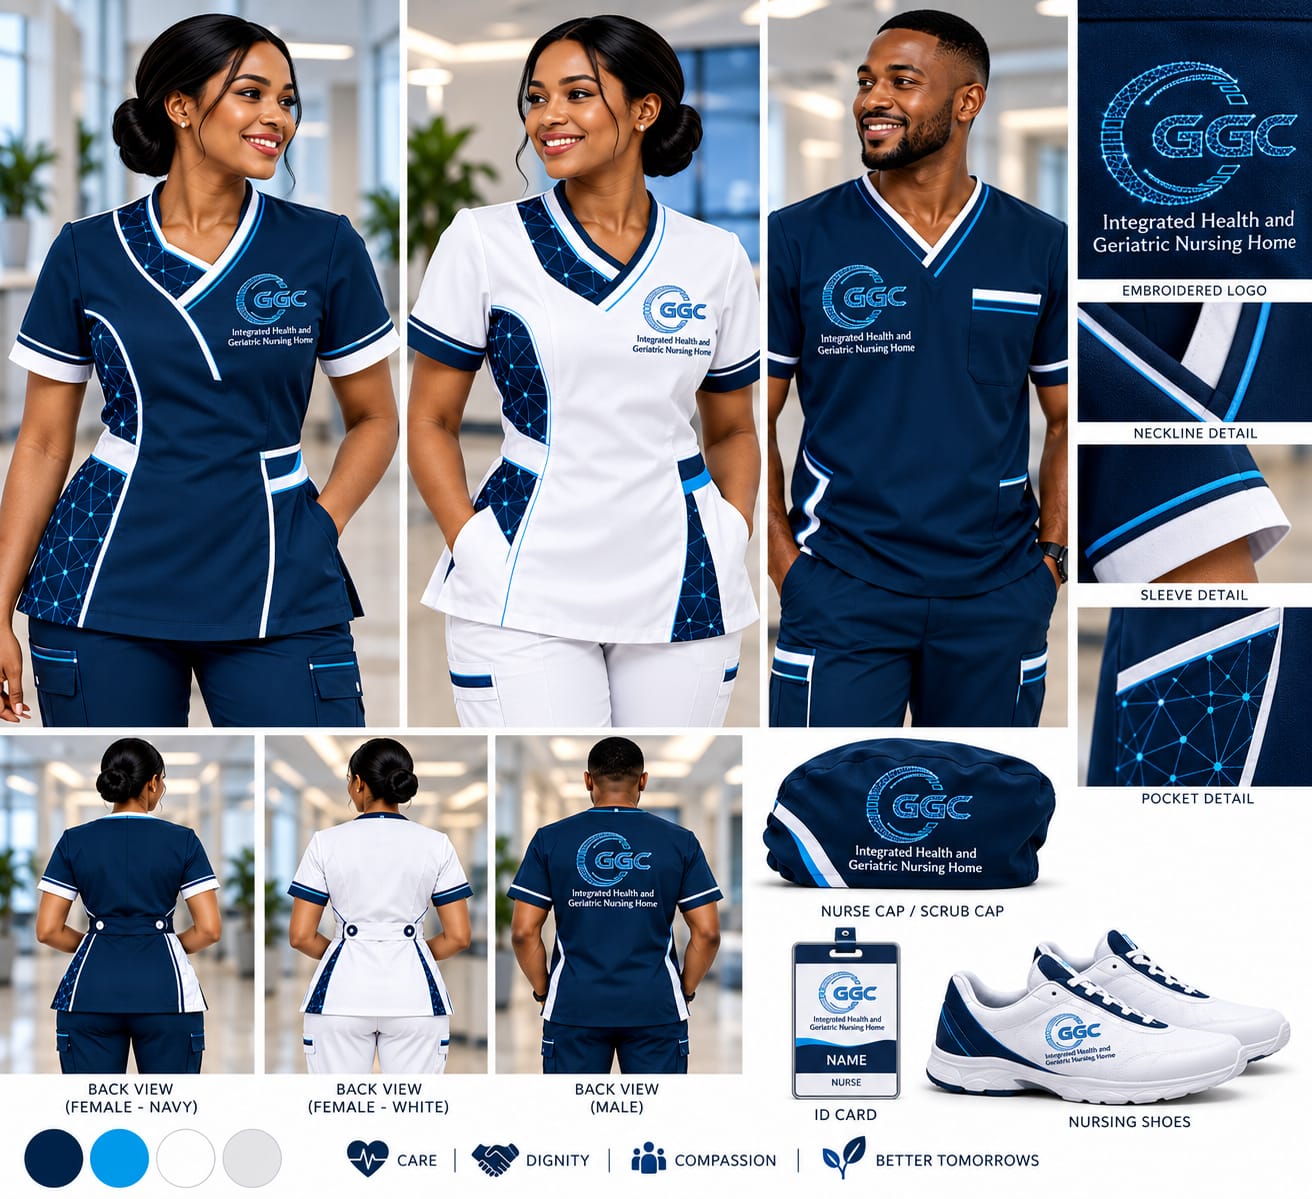 GGC
Integrated Health and
Geriatric Nursing Home
GGC
Integrated Health and
Geriatric Nursing Home
GGC
Integrated Health and
Geriatric Nursing Home
GGC
Integrated Health and
Geriatric Nursing Home
EMBROIDERED LOGO
NECKLINE DETAIL
SLEEVE DETAIL
POCKET DETAIL
GGC
Integrated Health and
Geriatric Nursing Home
BACK VIEW
(FEMALE - NAVY)
BACK VIEW
(FEMALE - WHITE)
BACK VIEW
(MALE)
GGC
Integrated Health and
Geriatric Nursing Home
NURSE CAP / SCRUB CAP
GGC
Integrated Health and
Geriatric Nursing Home
NAME
NURSE
ID CARD
GGC
Integrated Health and
Geriatric Nursing Home
NURSING SHOES
CARE
DIGNITY
COMPASSION
BETTER TOMORROWS